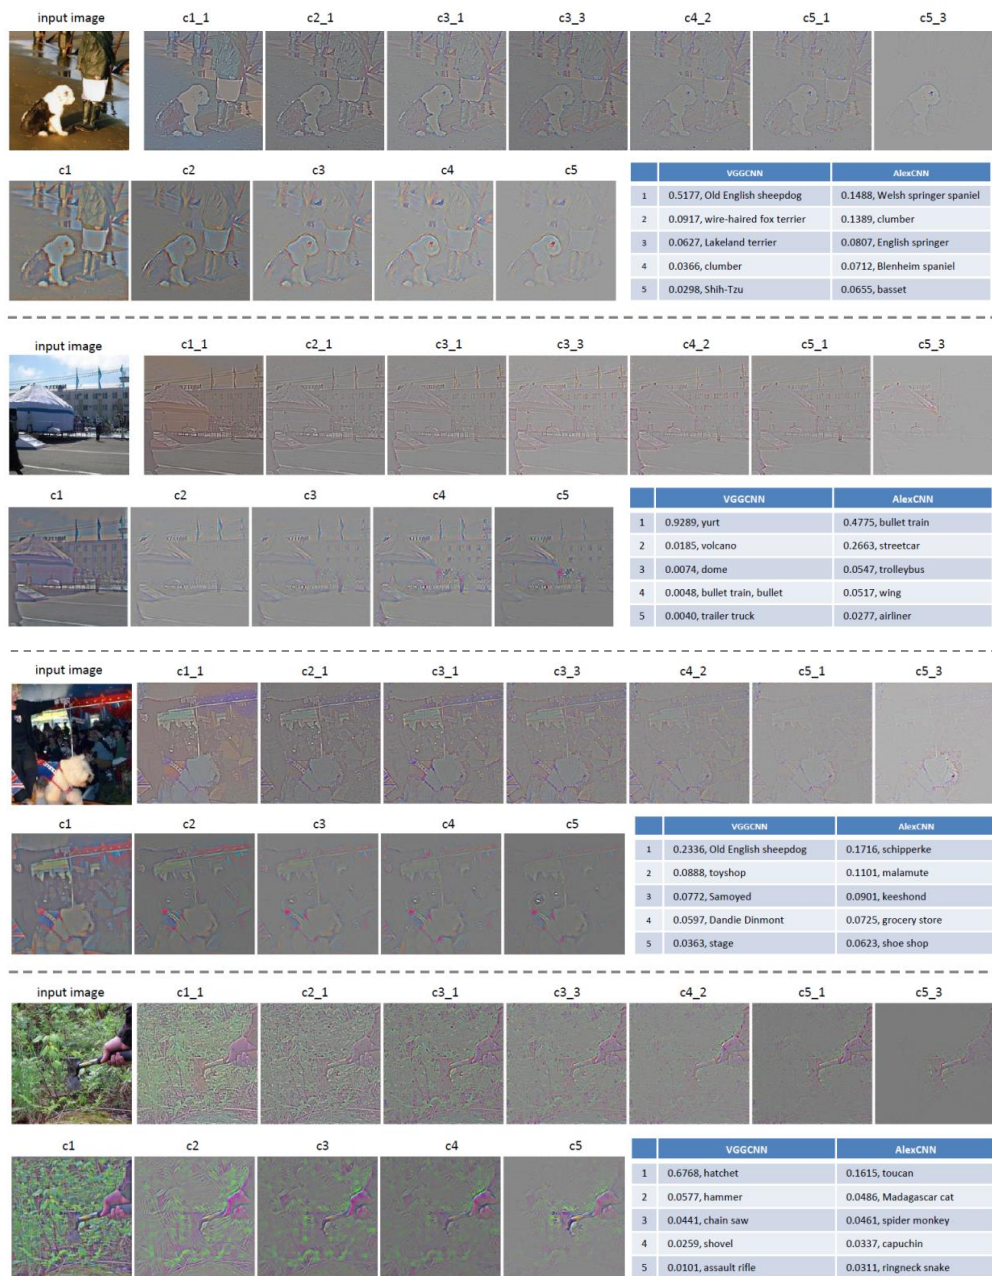 input image c1_1 c2_1 c3_1 c3_3 c4_2 c5_1 c5_3
c1 c2 c3 c4 c5
VGGCNN AlexCNN
1 0.5177, Old English sheepdog 0.1488, Welsh springer spaniel
2 0.0917, wire-haired fox terrier 0.1389, clumber
3 0.0627, Lakeland terrier 0.0807, English springer
4 0.0366, clumber 0.0712, Blenheim spaniel
5 0.0298, Shih-Tzu 0.0655, basset
input image c1_1 c2_1 c3_1 c3_3 c4_2 c5_1 c5_3
c1 c2 c3 c4 c5
VGGCNN AlexCNN
1 0.9289, yurt 0.4775, bullet train
2 0.0185, volcano 0.2663, streetcar
3 0.0074, dome 0.0547, trolleybus
4 0.0048, bullet train, bullet 0.0517, wing
5 0.0040, trailer truck 0.0277, airliner
input image c1_1 c2_1 c3_1 c3_3 c4_2 c5_1 c5_3
c1 c2 c3 c4 c5
VGGCNN AlexCNN
1 0.2336, Old English sheepdog 0.1716, schipperke
2 0.0888, toyshop 0.1101, malamute
3 0.0772, Samoyed 0.0901, keeshond
4 0.0597, Dandie Dinmont 0.0725, grocery store
5 0.0363, stage 0.0623, shoe shop
input image c1_1 c2_1 c3_1 c3_3 c4_2 c5_1 c5_3
c1 c2 c3 c4 c5
VGGCNN AlexCNN
1 0.6768, hatchet 0.1615, toucan
2 0.0577, hammer 0.0486, Madagascar cat
3 0.0441, chain saw 0.0461, spider monkey
4 0.0259, shovel 0.0337, capuchin
5 0.0101, assault rifle 0.0311, ringneck snake